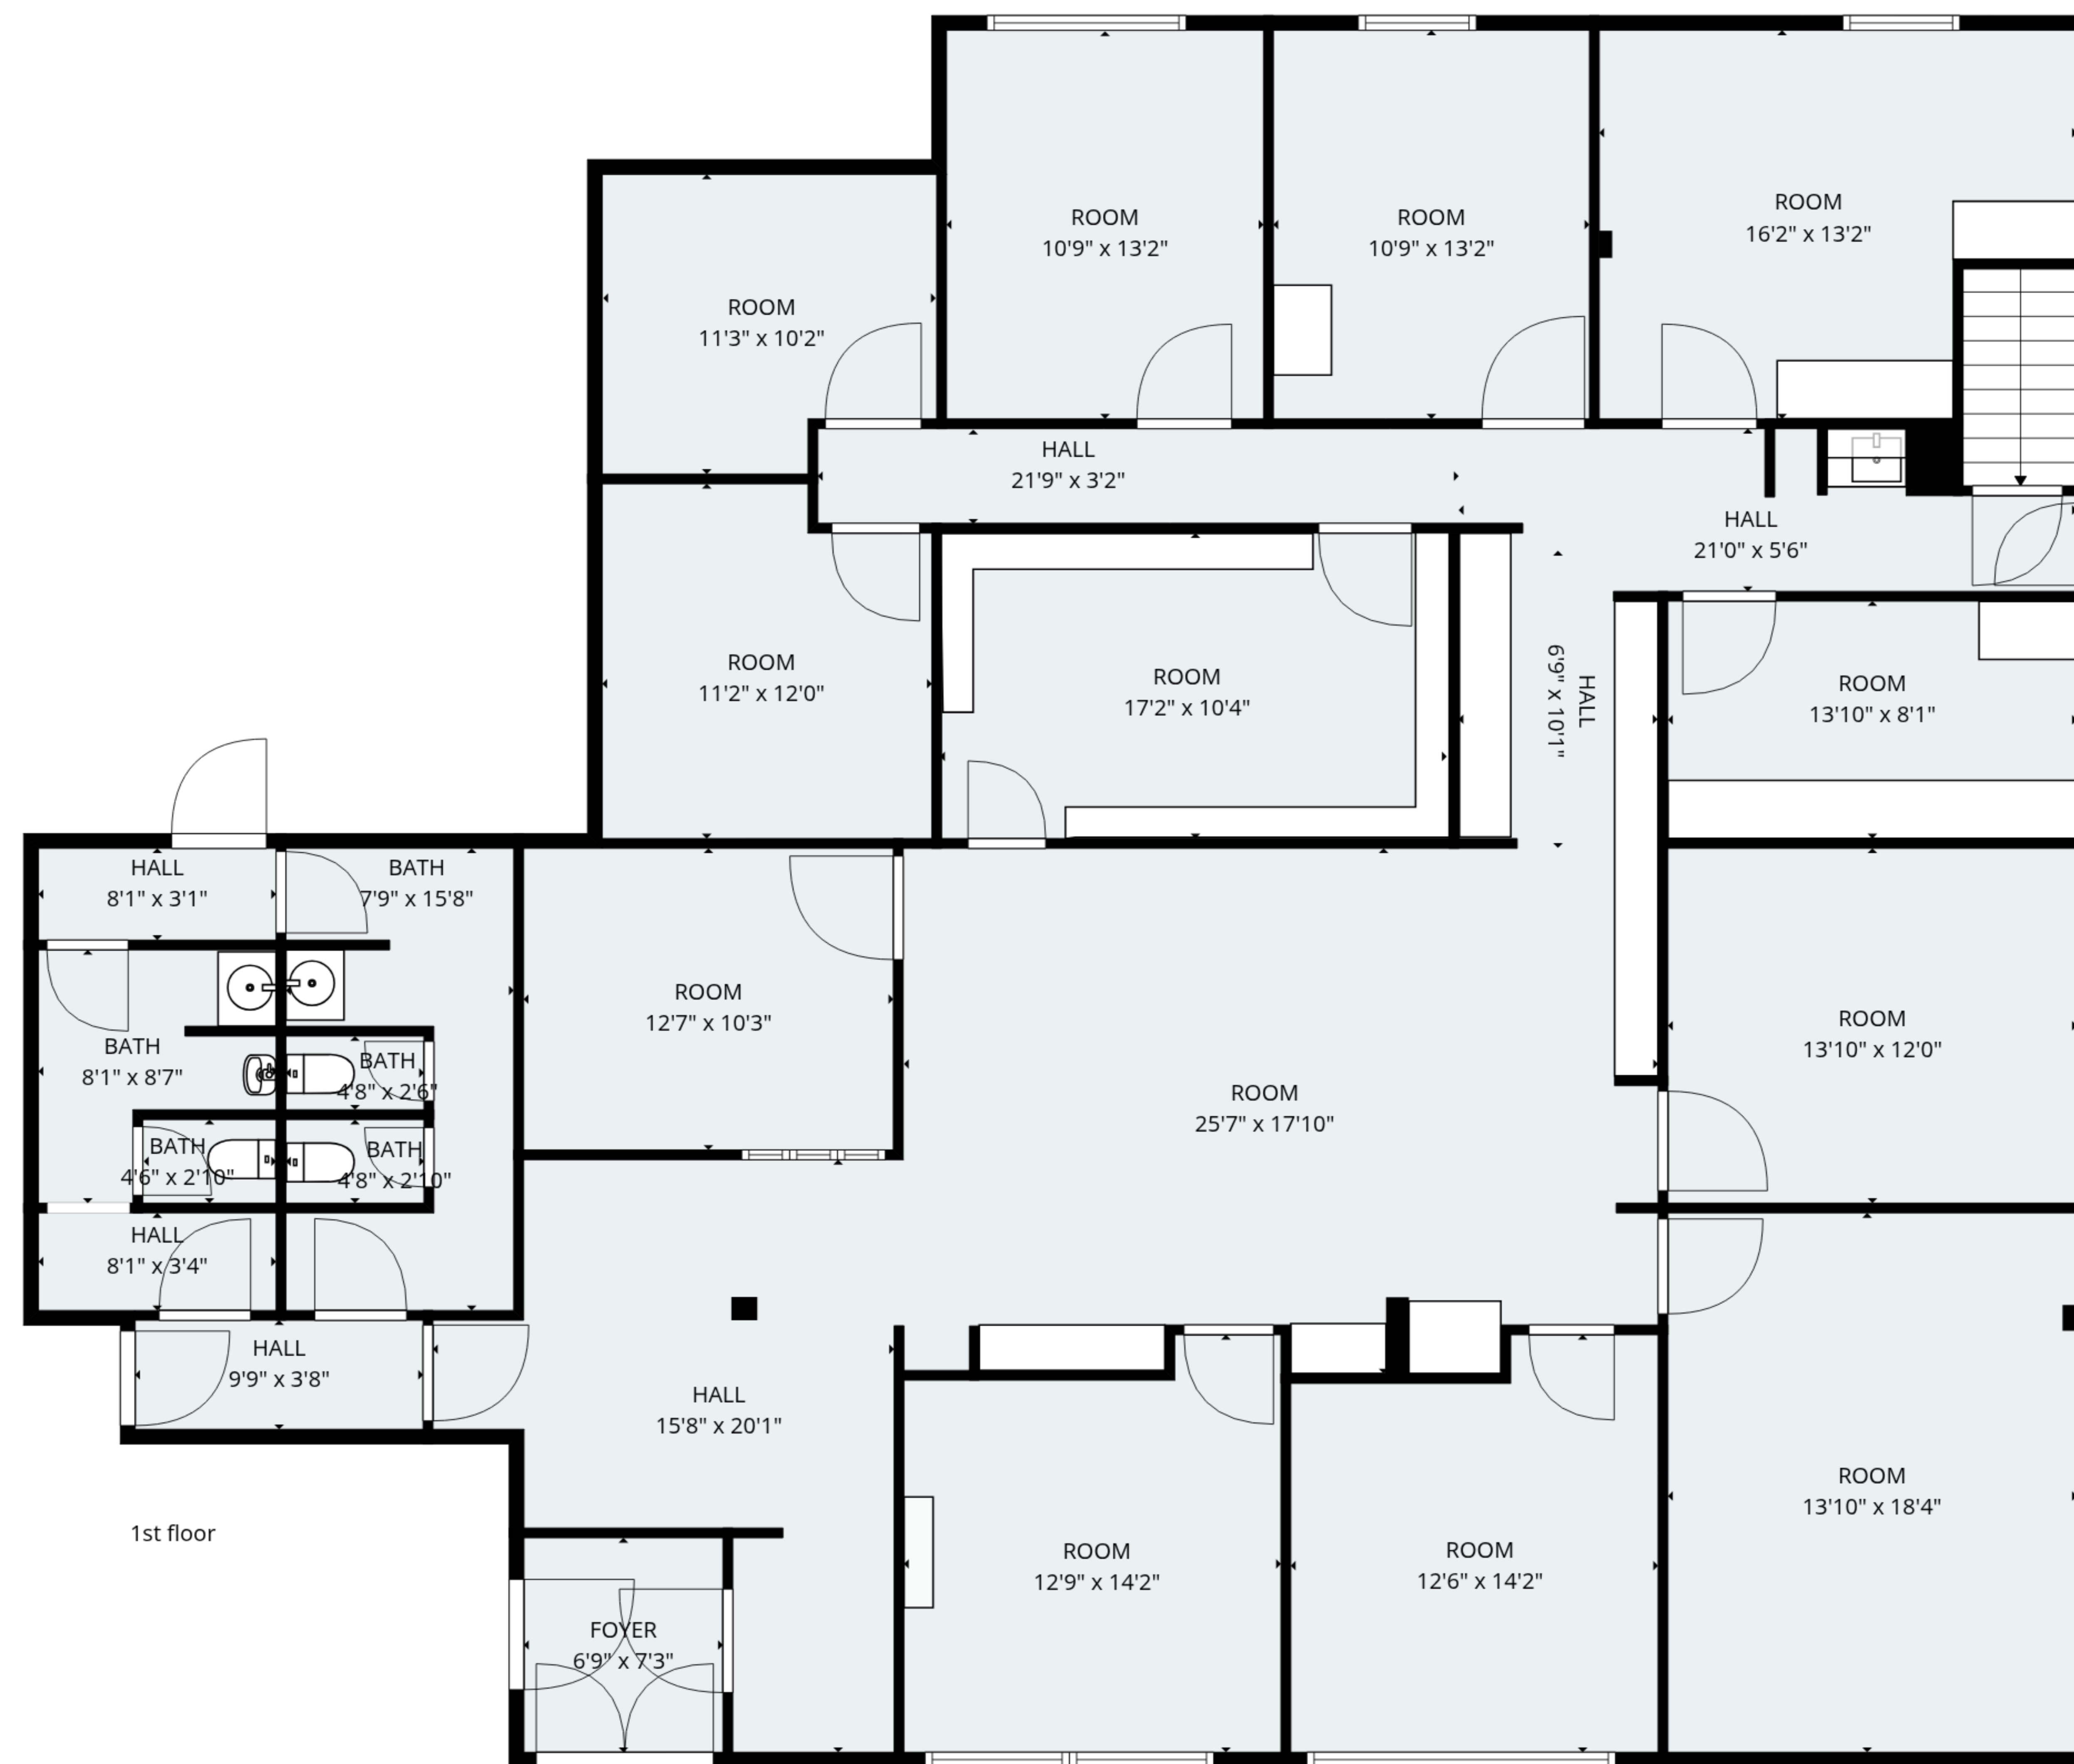 ROOM
10'9" x 13'2"
ROOM
10'9" x 13'2"
ROOM
16'2" x 13'2"
ROOM
11'3" x 10'2"
HALL
21'9" x 3'2"
HALL
21'0" x 5'6"
ROOM
11'2" x 12'0"
ROOM
17'2" x 10'4"
HALL
6'9" x 10'1"
ROOM
13'10" x 8'1"
HALL
8'1" x 3'1"
BATH
7'9" x 15'8"
ROOM
12'7" x 10'3"
ROOM
13'10" x 12'0"
BATH
8'1" x 8'7"
BATH
4'8" x 2'6"
ROOM
25'7" x 17'10"
BATH
4'6" x 2'10"
BATH
4'8" x 2'10"
HALL
8'1" x 3'4"
HALL
9'9" x 3'8"
HALL
15'8" x 20'1"
ROOM
13'10" x 18'4"
1st floor
ROOM
12'9" x 14'2"
ROOM
12'6" x 14'2"
FOYER
6'9" x 7'3"